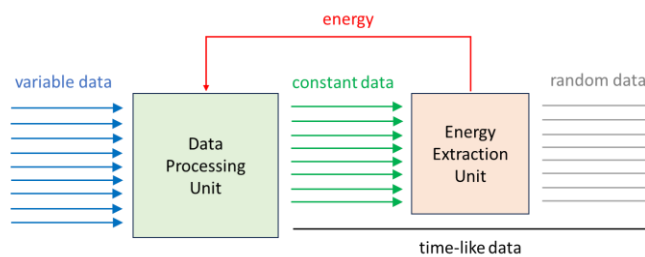 energy
variable data
constant data
random data
Data
Processing
Unit
Energy
Extraction
Unit
time-like data